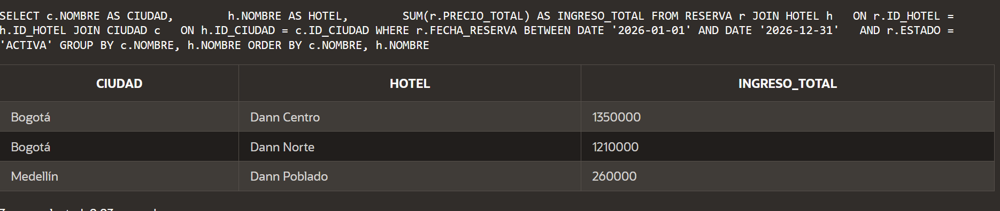 SELECT c.NOMBRE AS CIUDAD,        h.NOMBRE AS HOTEL,        SUM(r.PRECIO_TOTAL) AS INGRESO_TOTAL FROM RESERVA r JOIN HOTEL h   ON r.ID_HOTEL =
h.ID_HOTEL JOIN CIUDAD c   ON h.ID_CIUDAD = c.ID_CIUDAD WHERE r.FECHA_RESERVA BETWEEN DATE '2026-01-01' AND DATE '2026-12-31'   AND r.ESTADO =
'ACTIVA' GROUP BY c.NOMBRE, h.NOMBRE ORDER BY c.NOMBRE, h.NOMBRE
CIUDAD HOTEL INGRESO_TOTAL
Bogotá Dann Centro 1350000
Bogotá Dann Norte 1210000
Medellín Dann Poblado 260000